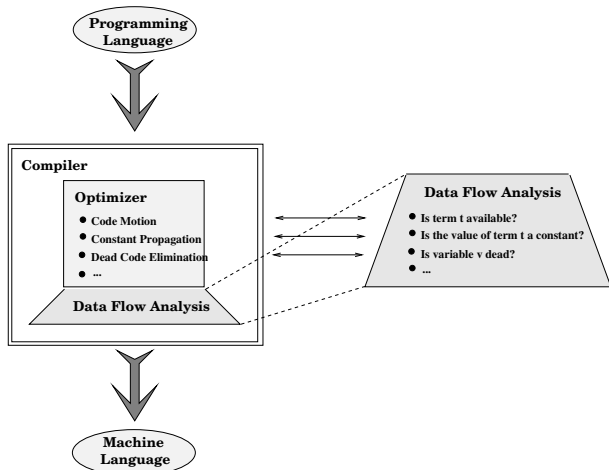 Programming
Language
Compiler
Optimizer
● Code Motion
● Constant Propagation
● Dead Code Elimination
● ...
Data Flow Analysis
Data Flow Analysis
● Is term t available?
● Is the value of term t a constant?
● Is variable v dead?
● ...
Machine
Language